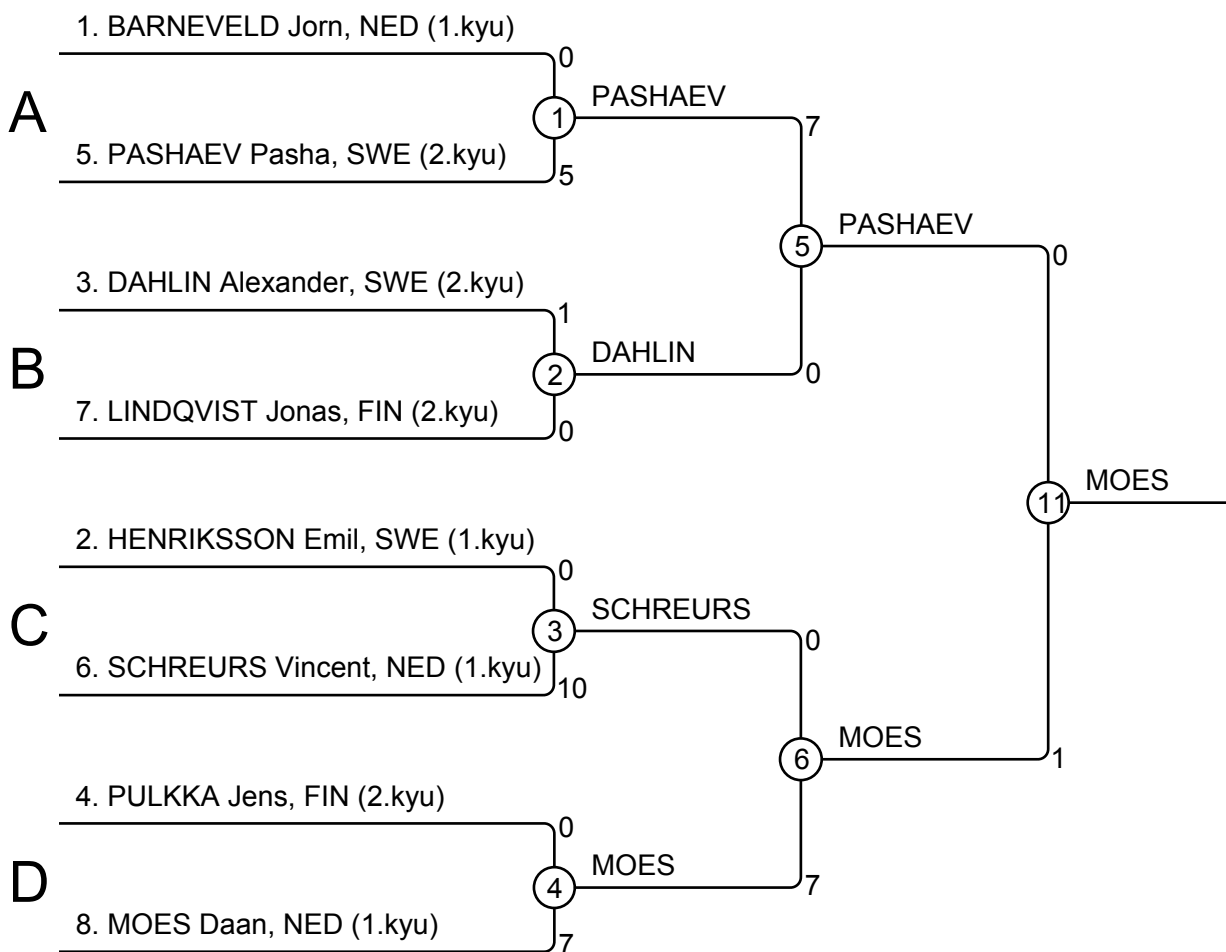 1. BARNEVELD Jorn, NED (1.kyu)
0
A
1
PASHAEV
7
5. PASHAEV Pasha, SWE (2.kyu)
5
5
PASHAEV
0
3. DAHLIN Alexander, SWE (2.kyu)
1
B
2
DAHLIN
0
7. LINDQVIST Jonas, FIN (2.kyu)
0
11
MOES
2. HENRIKSSON Emil, SWE (1.kyu)
0
C
3
SCHREURS
0
6. SCHREURS Vincent, NED (1.kyu)
10
6
MOES
1
4. PULKKA Jens, FIN (2.kyu)
0
D
4
MOES
7
8. MOES Daan, NED (1.kyu)
7